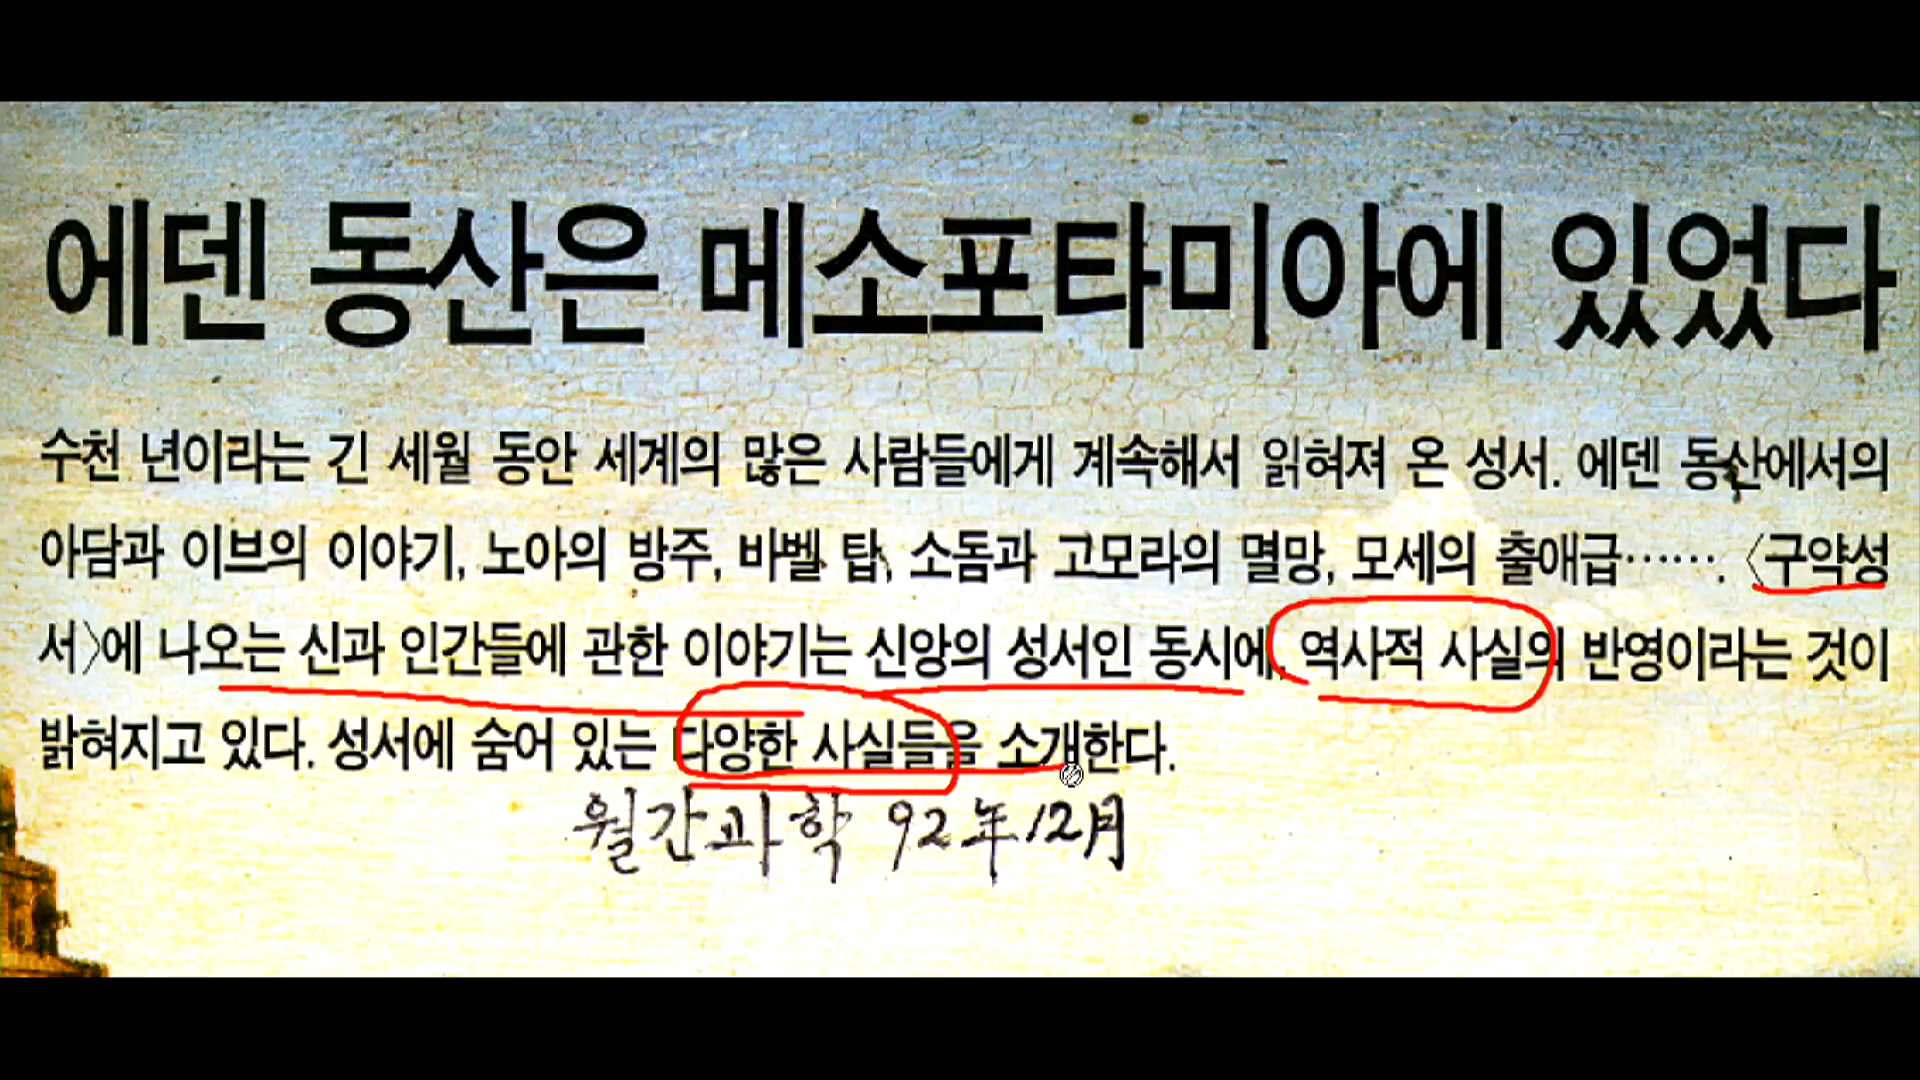 에덴 동산은 메소포타미아에 있었다
수천 년이라는 긴 세월 동안 세계의 많은 사람들에게 계속해서 읽혀져 온 성서. 에덴 동산에서의
아담과 이브의 이야기, 노아의 방주, 바벨 탑, 소돔과 고모라의 멸망, 모세의 출애급……. 〈구약성
서〉에 나오는 신과 인간들에 관한 이야기는 신앙의 성서인 동시에, 역사적 사실의 반영이라는 것이
밝혀지고 있다. 성서에 숨어 있는 다양한 사실들을 소개한다.
월간과학 92年12月